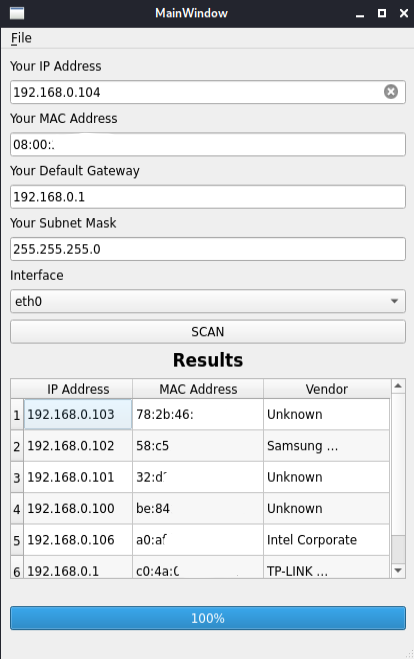 MainWindow
File
Your IP Address
192.168.0.104
Your MAC Address
08:00:.
Your Default Gateway
192.168.0.1
Your Subnet Mask
255.255.255.0
Interface
eth0
SCAN
Results
IP Address MAC Address Vendor
1 192.168.0.103 78:2b:46: Unknown
2 192.168.0.102 58:c5 Samsung ...
3 192.168.0.101 32:d Unknown
4 192.168.0.100 be:84 Unknown
5 192.168.0.106 a0:af Intel Corporate
6 192.168.0.1 c0:4a: TP-LINK ...
100%